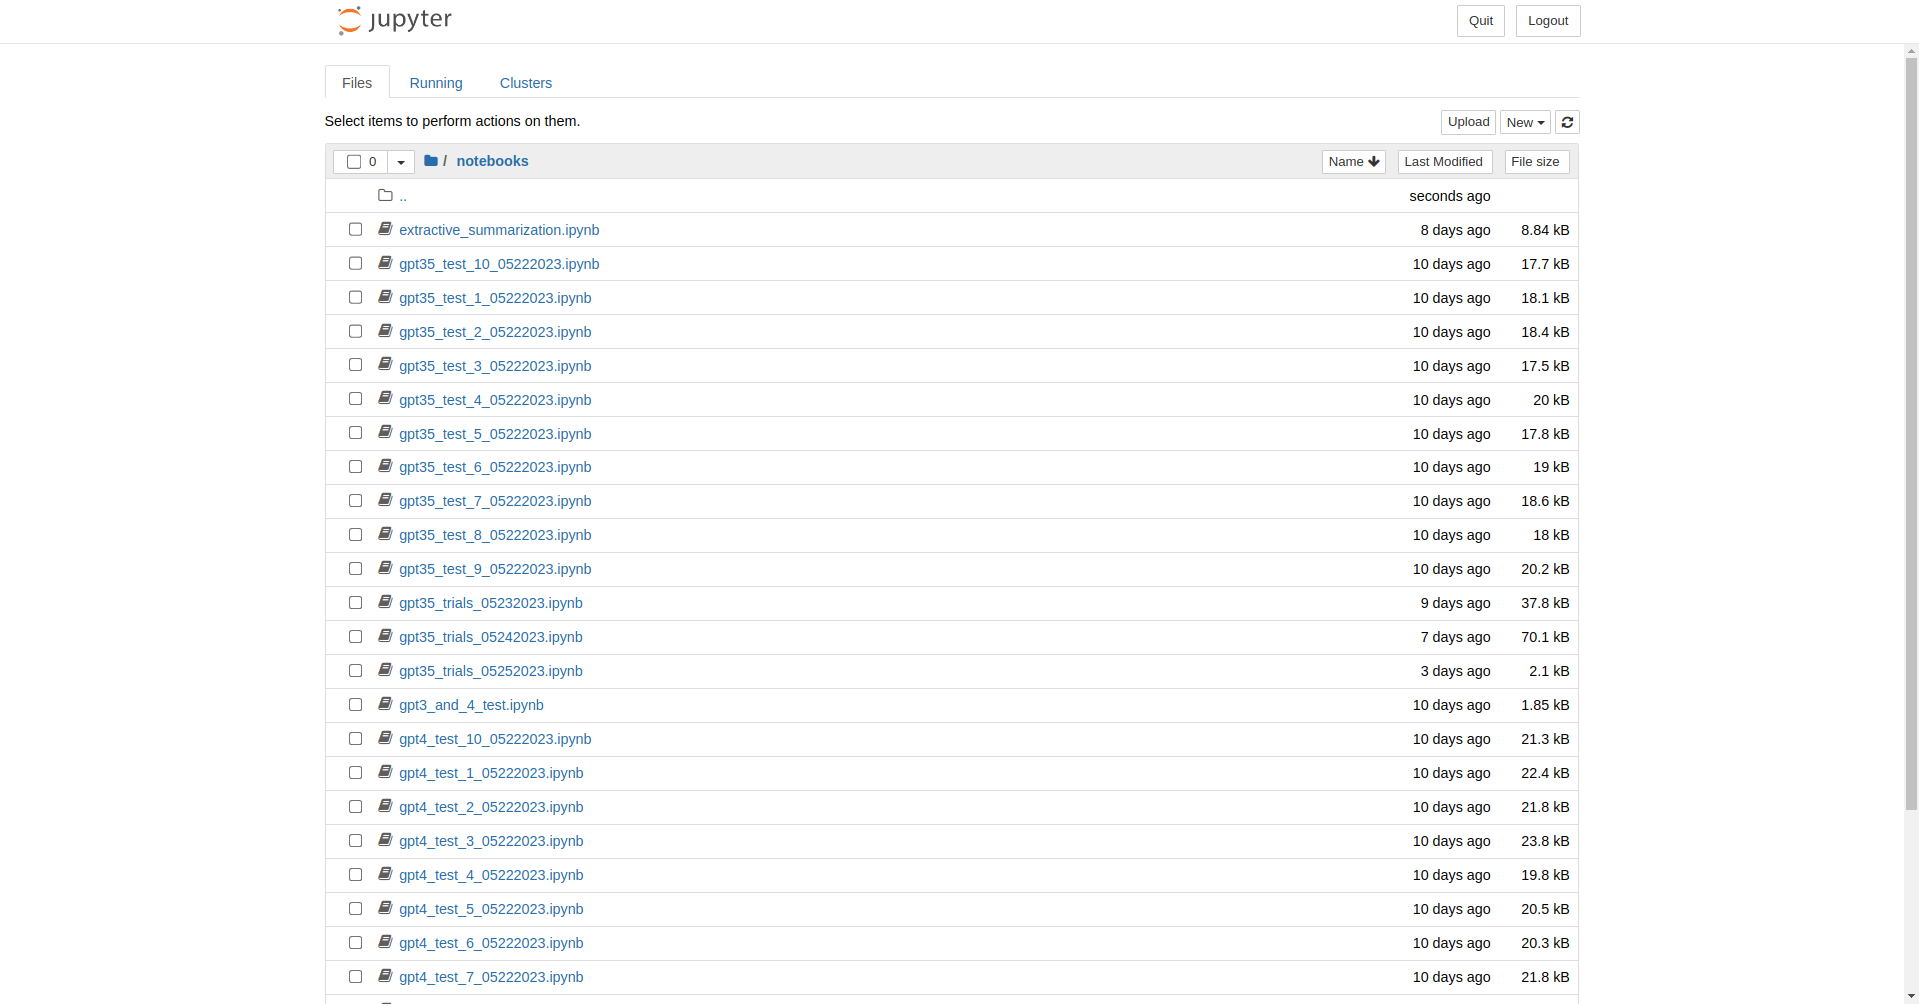 jupyter
Quit Logout
Files Running Clusters
Select items to perform actions on them.
Upload New
0 / notebooks Name Last Modified File size
.. seconds ago
extractive_summarization.ipynb 8 days ago 8.84 kB
gpt35_test_10_05222023.ipynb 10 days ago 17.7 kB
gpt35_test_1_05222023.ipynb 10 days ago 18.1 kB
gpt35_test_2_05222023.ipynb 10 days ago 18.4 kB
gpt35_test_3_05222023.ipynb 10 days ago 17.5 kB
gpt35_test_4_05222023.ipynb 10 days ago 20 kB
gpt35_test_5_05222023.ipynb 10 days ago 17.8 kB
gpt35_test_6_05222023.ipynb 10 days ago 19 kB
gpt35_test_7_05222023.ipynb 10 days ago 18.6 kB
gpt35_test_8_05222023.ipynb 10 days ago 18 kB
gpt35_test_9_05222023.ipynb 10 days ago 20.2 kB
gpt35_trials_05232023.ipynb 9 days ago 37.8 kB
gpt35_trials_05242023.ipynb 7 days ago 70.1 kB
gpt35_trials_05252023.ipynb 3 days ago 2.1 kB
gpt3_and_4_test.ipynb 10 days ago 1.85 kB
gpt4_test_10_05222023.ipynb 10 days ago 21.3 kB
gpt4_test_1_05222023.ipynb 10 days ago 22.4 kB
gpt4_test_2_05222023.ipynb 10 days ago 21.8 kB
gpt4_test_3_05222023.ipynb 10 days ago 23.8 kB
gpt4_test_4_05222023.ipynb 10 days ago 19.8 kB
gpt4_test_5_05222023.ipynb 10 days ago 20.5 kB
gpt4_test_6_05222023.ipynb 10 days ago 20.3 kB
gpt4_test_7_05222023.ipynb 10 days ago 21.8 kB